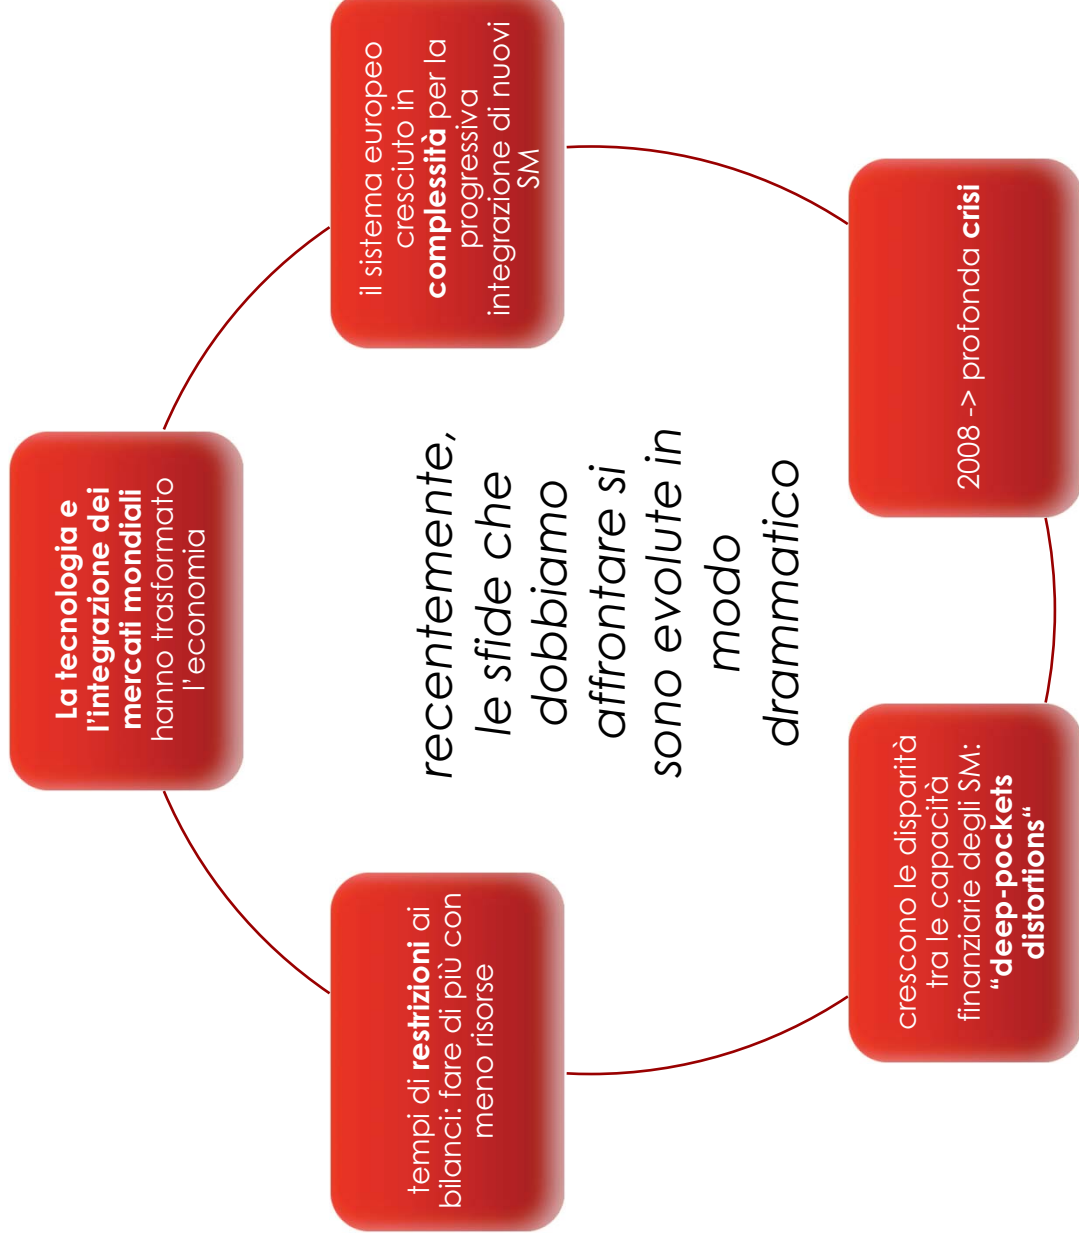 La tecnologia e
l'integrazione dei
mercati mondiali
hanno trasformato
l'economia
il sistema europeo
cresciuto in
complessità per la
progressiva
integrazione di nuovi
SM
2008 -> profonda crisi
crescono le disparità
tra le capacità
finanziarie degli SM:
“deep-pockets
distortions“
tempi di restrizioni ai
bilanci: fare di più con
meno risorse
recentemente,
le sfide che
dobbiamo
affrontare si
sono evolute in
modo
drammatico